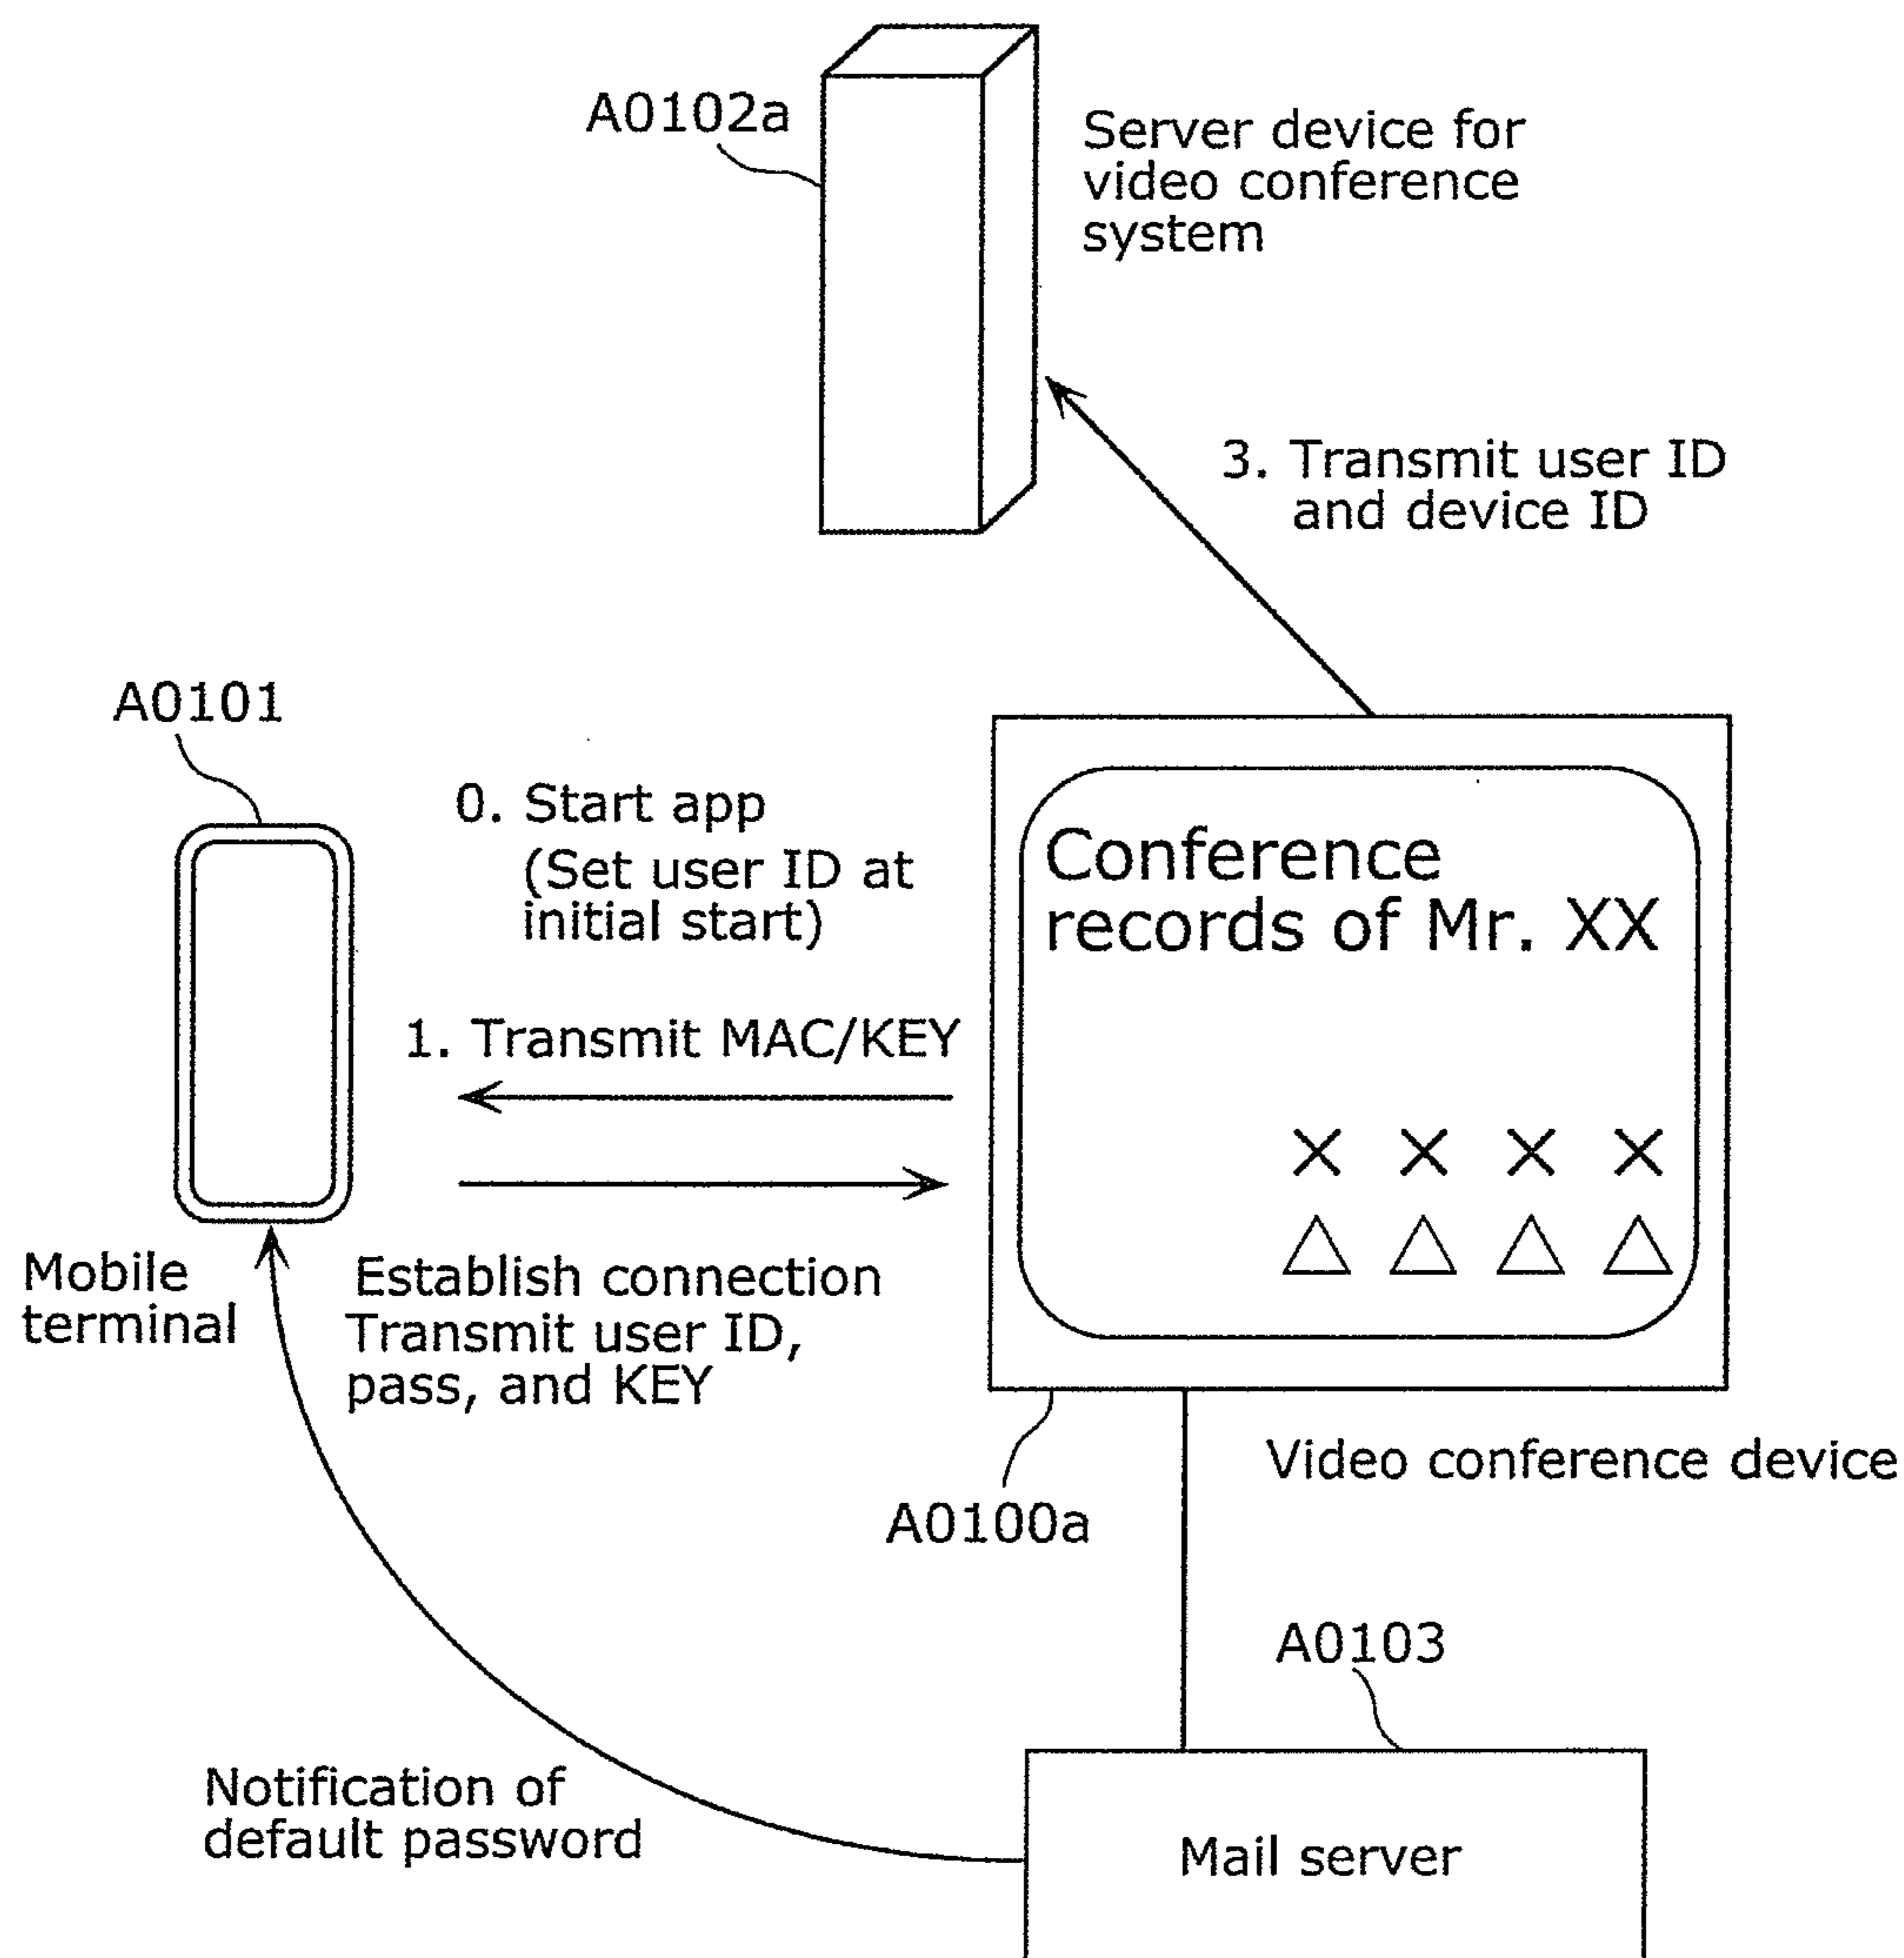 A0102a
Server device for
video conference
system
3. Transmit user ID
and device ID
A0101
0. Start app
(Set user ID at
initial start)
Conference
records of Mr. XX
1. Transmit MAC/KEY
× × × ×
△ △ △ △
Mobile
terminal
Establish connection
Transmit user ID,
pass, and KEY
Video conference device
A0100a
A0103
Notification of
default password
Mail server